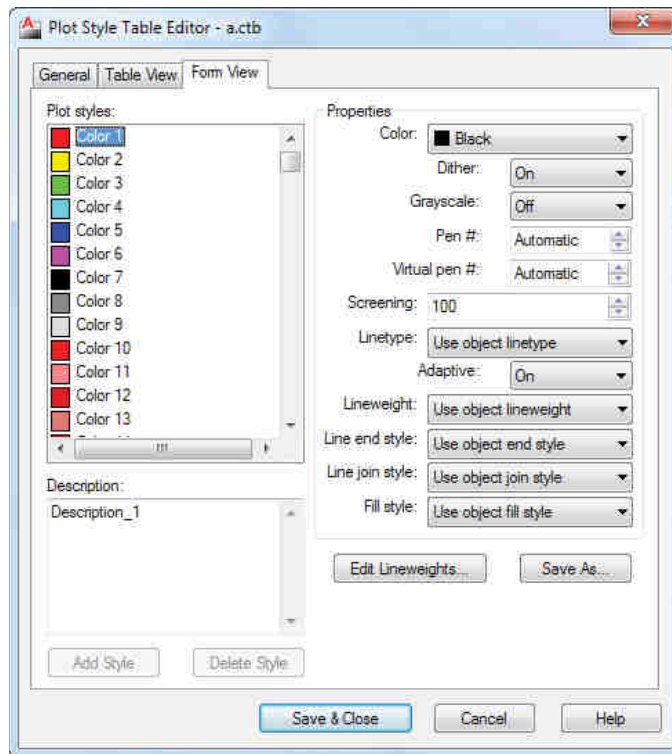 Plot Style Table Editor - a.ctb
General
Table View
Form View
Plot styles:
Color 1
Color 2
Color 3
Color 4
Color 5
Color 6
Color 7
Color 8
Color 9
Color 10
Color 11
Color 12
Color 13
Description:
Description_1
Add Style
Delete Style
Properties
Color:
Black
Dither:
On
Grayscale:
Off
Pen #:
Automatic
Virtual pen #:
Automatic
Screening:
100
Linetype:
Use object linetype
Adaptive:
On
Lineweight:
Use object lineweight
Line end style:
Use object end style
Line join style:
Use object join style
Fill style:
Use object fill style
Edit Lineweights...
Save As...
Save & Close
Cancel
Help